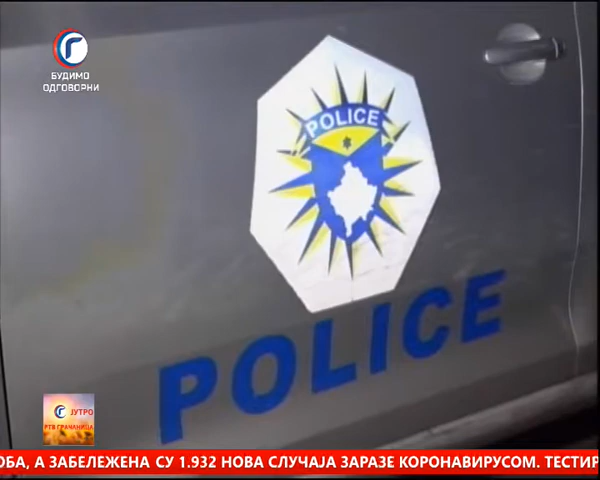 БУДИМО
ОДГОВОРНИ
POLICE
POLICE
ЈУТРО
РТВ ГРАЧАНИЦА
ОБА, А ЗАБЕЛЕЖЕНА СУ 1.932 НОВА СЛУЧАЈА ЗАРАЗЕ КОРОНАВИРУСОМ. ТЕСТИР